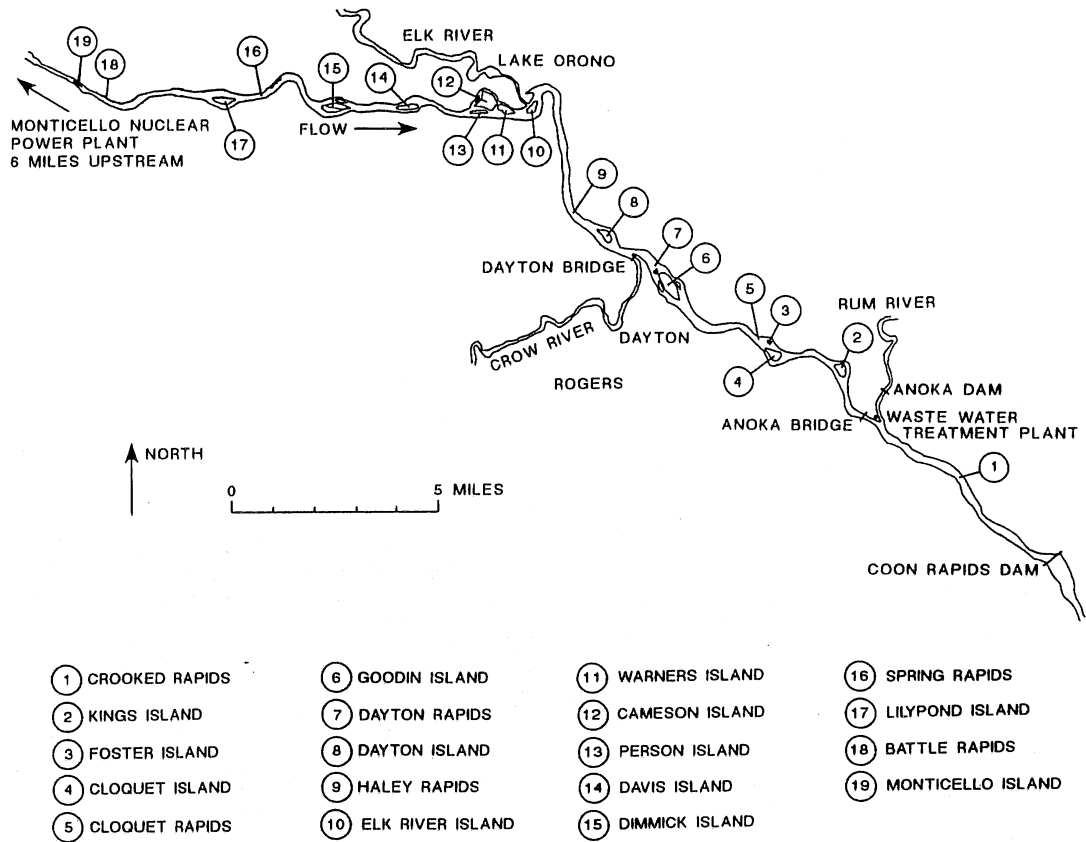 ELK RIVER
LAKE ORONO
19
18
16
15
14
12
MONTICELLO NUCLEAR
POWER PLANT
6 MILES UPSTREAM
17
FLOW
13
11
10
9
8
7
6
DAYTON BRIDGE
5
3
RUM RIVER
CROW RIVER
DAYTON
4
2
ROGERS
ANOKA DAM
ANOKA BRIDGE
WASTE WATER
TREATMENT PLANT
NORTH
1
0 5 MILES
COON RAPIDS DAM
1 CROOKED RAPIDS
2 KINGS ISLAND
3 FOSTER ISLAND
4 CLOQUET ISLAND
5 CLOQUET RAPIDS
6 GOODIN ISLAND
7 DAYTON RAPIDS
8 DAYTON ISLAND
9 HALEY RAPIDS
10 ELK RIVER ISLAND
11 WARNERS ISLAND
12 CAMESON ISLAND
13 PERSON ISLAND
14 DAVIS ISLAND
15 DIMMICK ISLAND
16 SPRING RAPIDS
17 LILYPOND ISLAND
18 BATTLE RAPIDS
19 MONTICELLO ISLAND